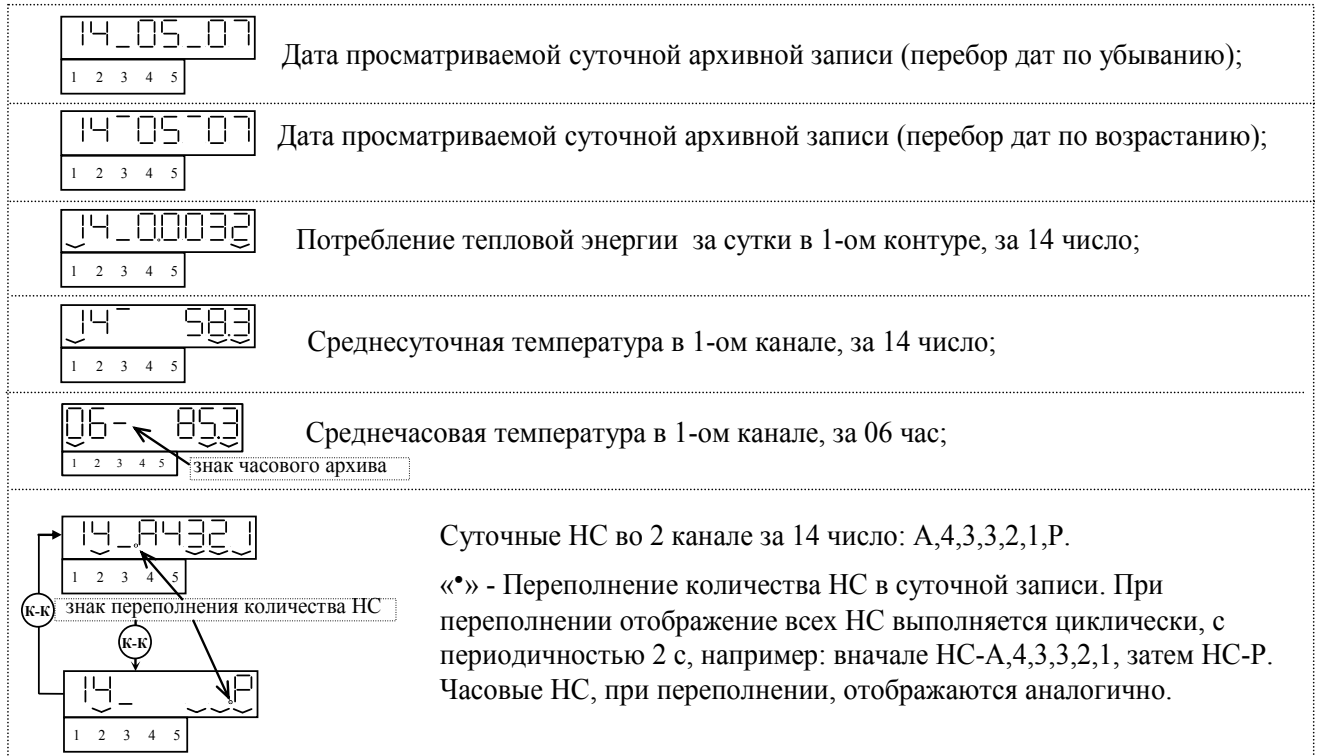 14_05_07
1 2 3 4 5
Дата просматриваемой суточной архивной записи (перебор дат по убыванию);
14¯05¯07
1 2 3 4 5
Дата просматриваемой суточной архивной записи (перебор дат по возрастанию);
14_0.0032
1 2 3 4 5
Потребление тепловой энергии за сутки в 1-ом контуре, за 14 число;
14¯ 58.3
1 2 3 4 5
Среднесуточная температура в 1-ом канале, за 14 число;
06- 85.3
1 2 3 4 5
знак часового архива
Среднечасовая температура в 1-ом канале, за 06 час;
14_A4321
1 2 3 4 5
К-К
знак переполнения количества НС
К-К
14_ P
1 2 3 4 5
Суточные НС во 2 канале за 14 число: А,4,3,3,2,1,Р.
«•» - Переполнение количества НС в суточной записи. При
переполнении отображение всех НС выполняется циклически, с
периодичностью 2 с, например: вначале НС-А,4,3,3,2,1, затем НС-Р.
Часовые НС, при переполнении, отображаются аналогично.